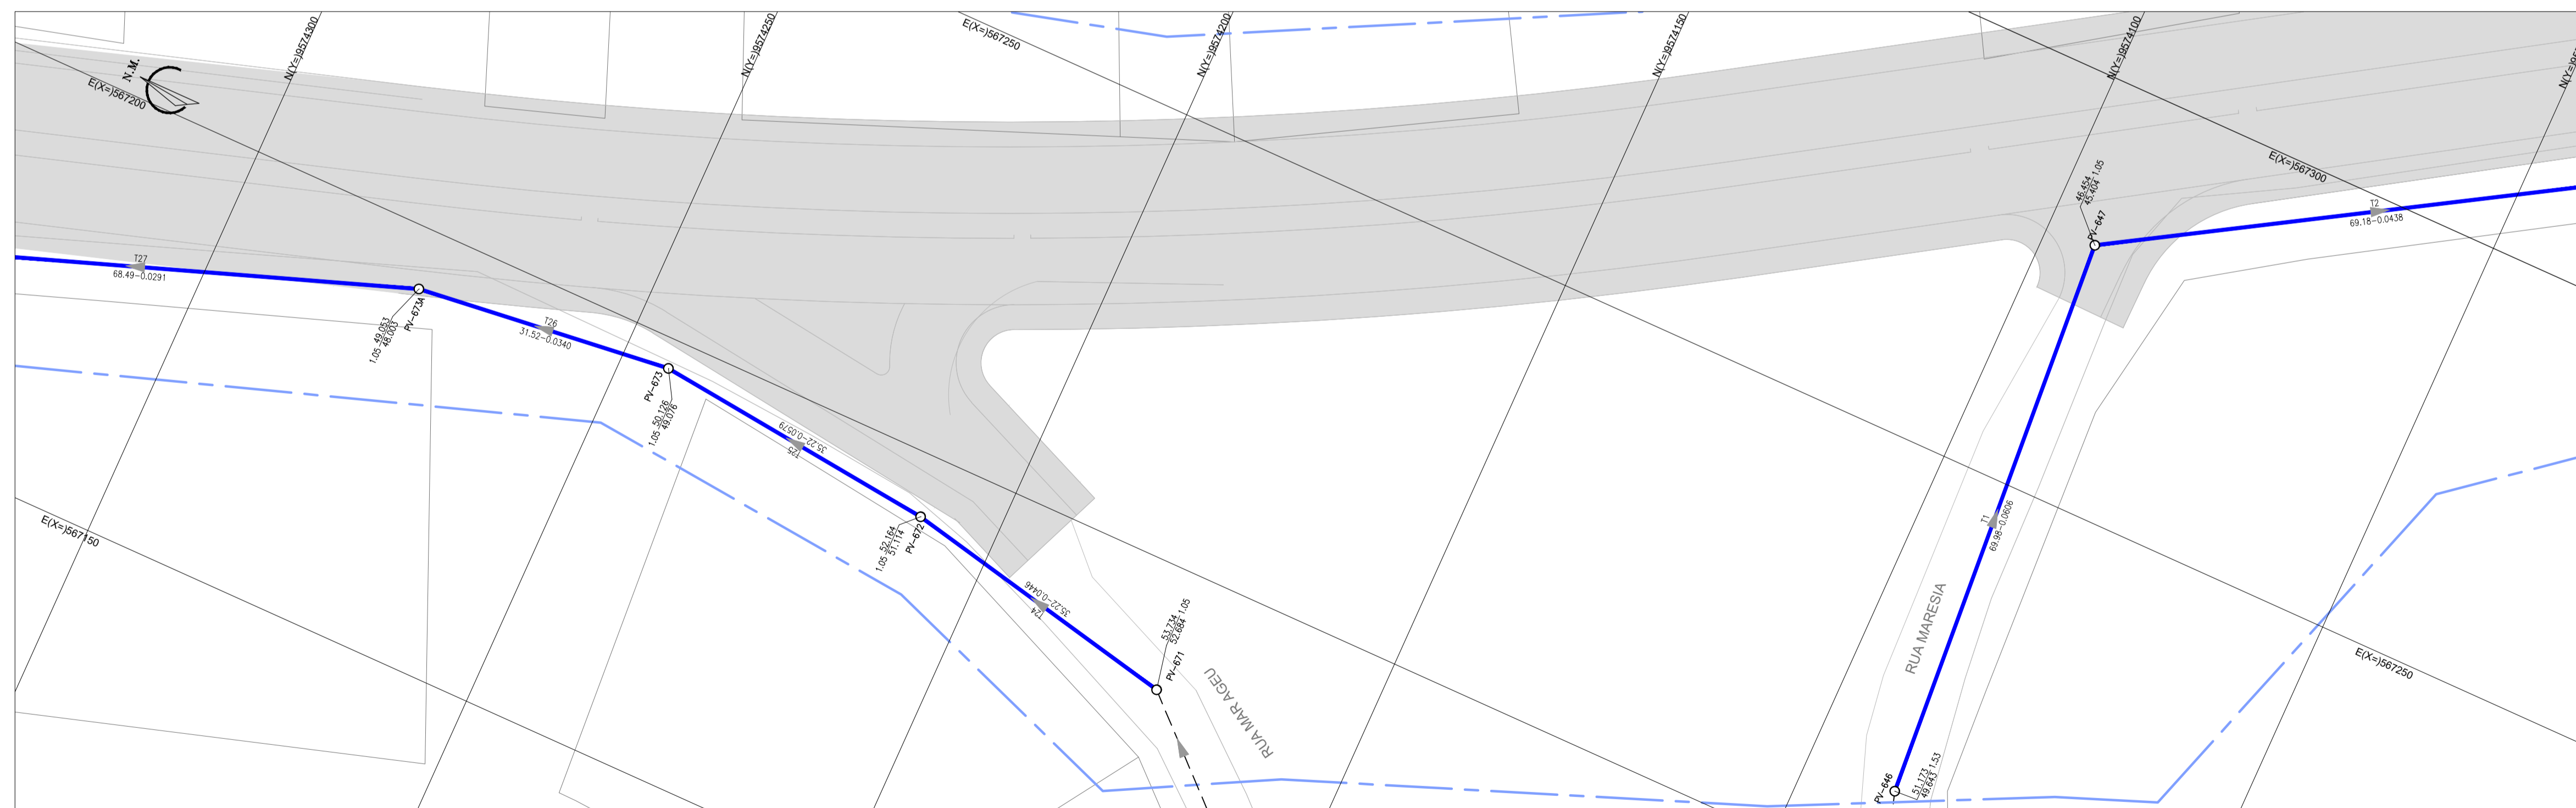 N(Y=)9574300
N(Y=)9574250
E(X=)567250
N(Y=)9574200
N(Y=)9574150
N(Y=)9574100
N.M.
E(X=)567200
E(X=)567300
46.454
45.404
1.05
PV-647
T2
69.18-0.0438
T27
68.49-0.0291
49.053
48.003
1.05
PV-673A
T26
31.52-0.0340
PV-673
50.126
49.076
1.05
35.22-0.0579
T25
52.164
51.114
1.05
PV-672
E(X=)567150
35.22-0.0446
T24
53.734
52.684
1.05
PV-671
RUA MAR AGEU
T1
69.98-0.0606
RUA MARESIA
E(X=)567250
PV-646
51.173
49.643
1.53